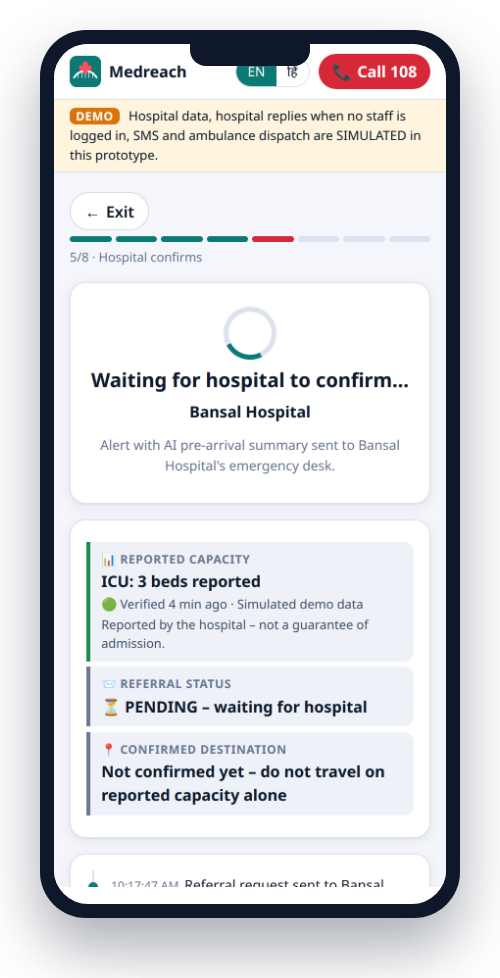 Medreach
EN
हिं
📞 Call 108
DEMO Hospital data, hospital replies when no staff is
logged in, SMS and ambulance dispatch are SIMULATED in
this prototype.
← Exit
5/8 · Hospital confirms
Waiting for hospital to confirm...
Bansal Hospital
Alert with AI pre-arrival summary sent to Bansal
Hospital's emergency desk.
📊 REPORTED CAPACITY
ICU: 3 beds reported
🟢 Verified 4 min ago · Simulated demo data
Reported by the hospital – not a guarantee of
admission.
📨 REFERRAL STATUS
⏳ PENDING – waiting for hospital
📍 CONFIRMED DESTINATION
Not confirmed yet – do not travel on
reported capacity alone
10:17:47 AM Referral request sent to Bansal